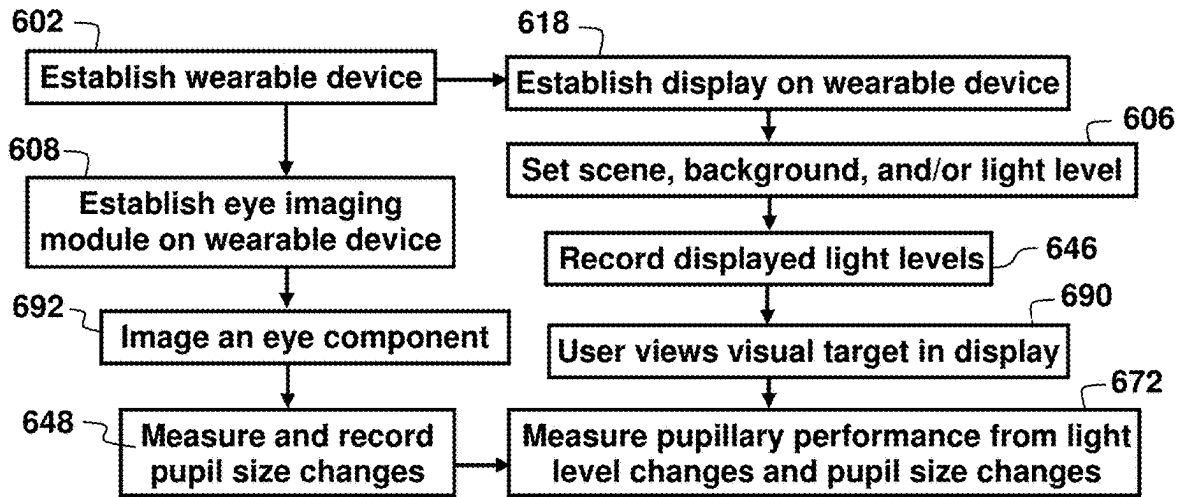 602
Establish wearable device
618
Establish display on wearable device
606
Set scene, background, and/or light level
608
Establish eye imaging
module on wearable device
Record displayed light levels
646
692
Image an eye component
690
User views visual target in display
648
Measure and record
pupil size changes
672
Measure pupillary performance from light
level changes and pupil size changes